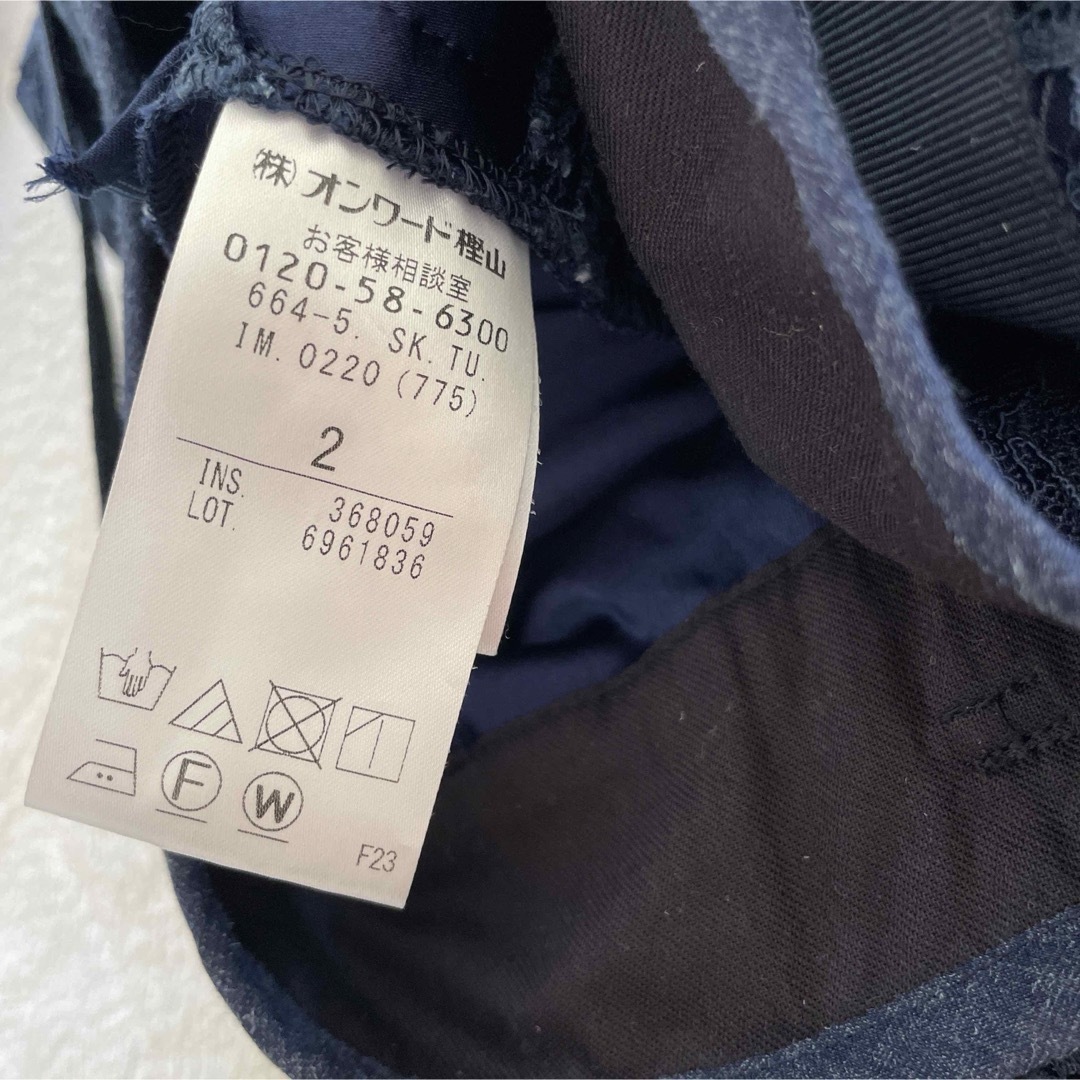 (株)オンワード樫山
お客様相談室
0120-58-6300
664-5. SK.TU.
IM.0220(775)
2
INS. 368059
LOT. 6961836
F W
F23